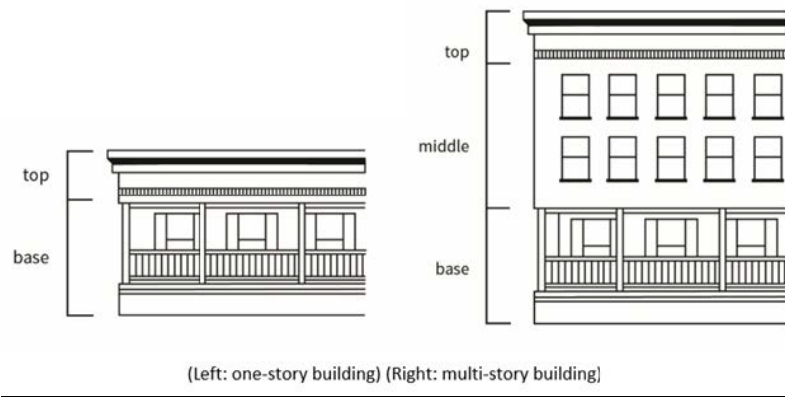 top
middle
top
base
base
(Left: one-story building) (Right: multi-story building)